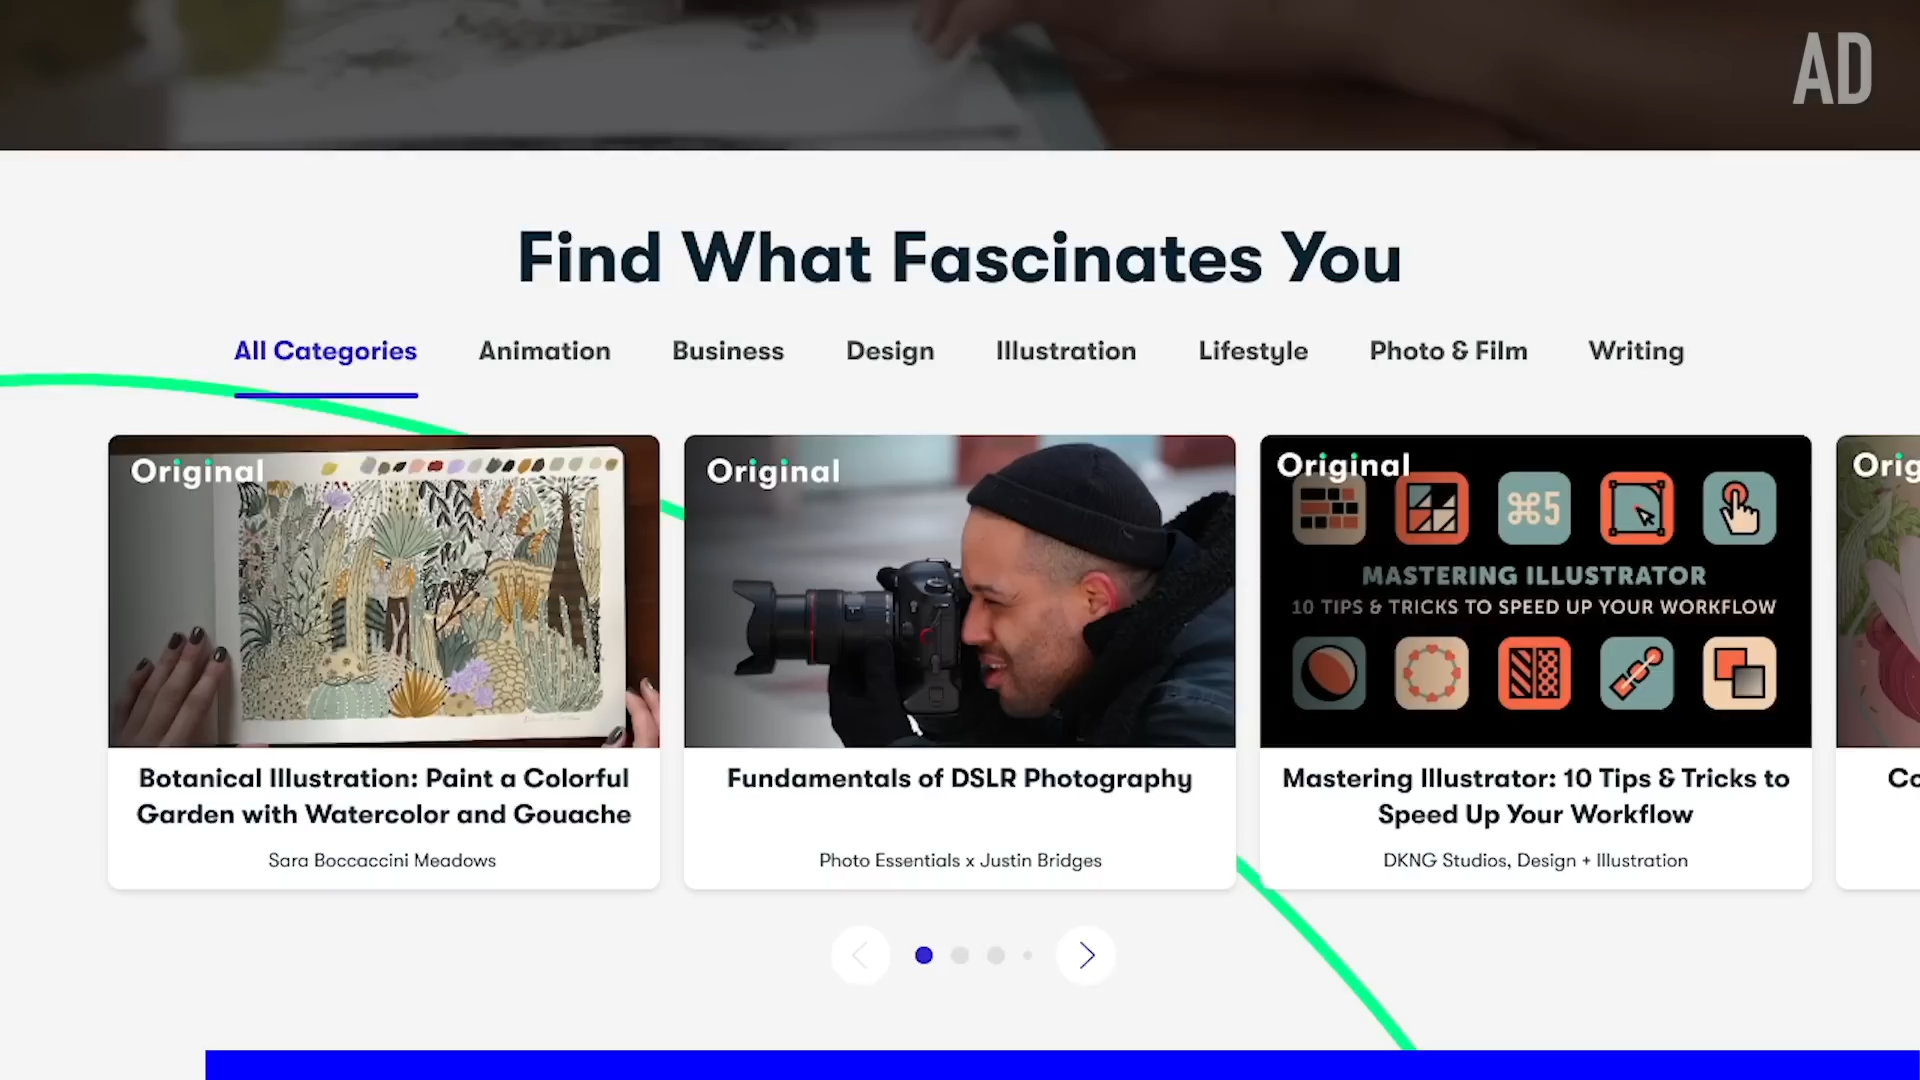 AD
Find What Fascinates You
All Categories Animation Business Design Illustration Lifestyle Photo & Film Writing
Original
Original
Original
Orig
⌘5
MASTERING ILLUSTRATOR
10 TIPS & TRICKS TO SPEED UP YOUR WORKFLOW
Botanical Illustration: Paint a Colorful
Garden with Watercolor and Gouache
Sara Boccaccini Meadows
Fundamentals of DSLR Photography
Photo Essentials x Justin Bridges
Mastering Illustrator: 10 Tips & Tricks to
Speed Up Your Workflow
DKNG Studios, Design + Illustration
Co